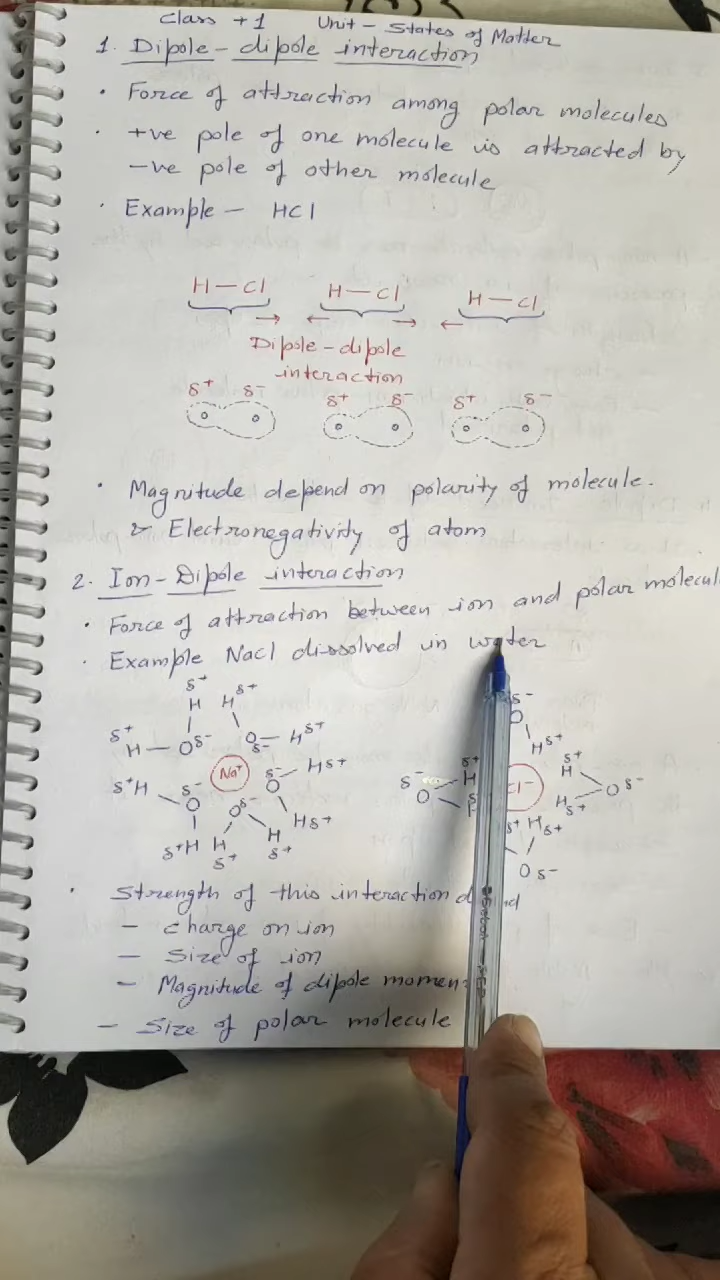 Class +1 Unit - States of Matter
1. Dipole - dipole interaction
· Force of attraction among polar molecules
· +ve pole of one molecule is attracted by
-ve pole of other molecule
· Example - HCl
H - Cl H - Cl H - Cl
Dipole - dipole
interaction
δ+ δ- δ+ δ- δ+ δ-
· Magnitude depend on polarity of molecule.
& Electronegativity of atom
2. Ion - Dipole interaction
· Force of attraction between ion and polar molecul
· Example NaCl dissolved in water
δ+ δ+ δ-
H H δ+ O
δ+ H - O δ- O δ- - H δ+ H δ+
Na+ δ- O - H δ+ δ- O δ+ H Cl- δ+ H O δ-
δ+ H O δ- O δ- H δ+ H δ+
δ+ H H δ+ H δ+ δ+ H δ+
O δ-
· Strength of this interaction d nd
- charge on ion
- Size of ion
- Magnitude of dipole momen
- Size of polar molecule